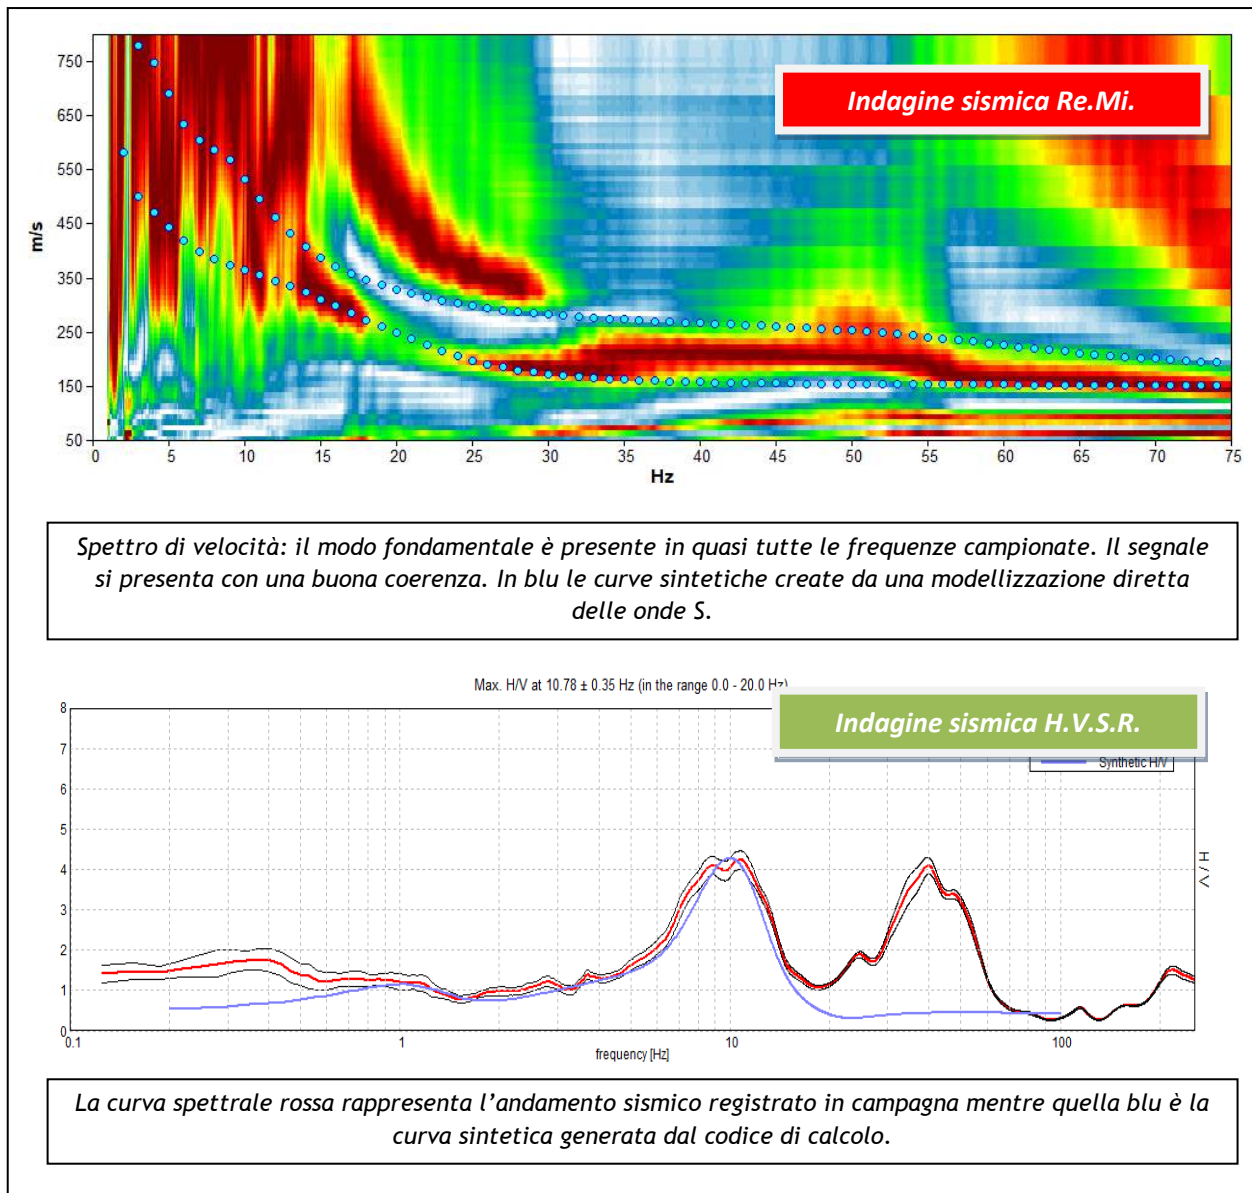 750
650
550
450
350
250
150
50
m/s
Indagine sismica Re.Mi.
0 5 10 15 20 25 30 35 40 45 50 55 60 65 70 75
Hz
Spettro di velocità: il modo fondamentale è presente in quasi tutte le frequenze campionate. Il segnale
si presenta con una buona coerenza. In blu le curve sintetiche create da una modellizzazione diretta
delle onde S.
Max. H/V at 10.78 ± 0.35 Hz (in the range 0.0 - 20.0 Hz)
Indagine sismica H.V.S.R.
Synthetic H/V
8
7
6
5
4
3
2
1
0
H / V
0.1 1 10 100
frequency [Hz]
La curva spettrale rossa rappresenta l’andamento sismico registrato in campagna mentre quella blu è la
curva sintetica generata dal codice di calcolo.